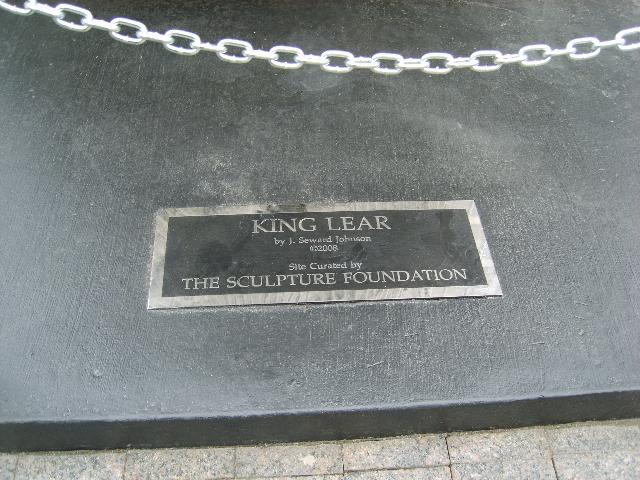 KING LEAR
by J. Seward Johnson
©2008
Site Curated by
THE SCULPTURE FOUNDATION